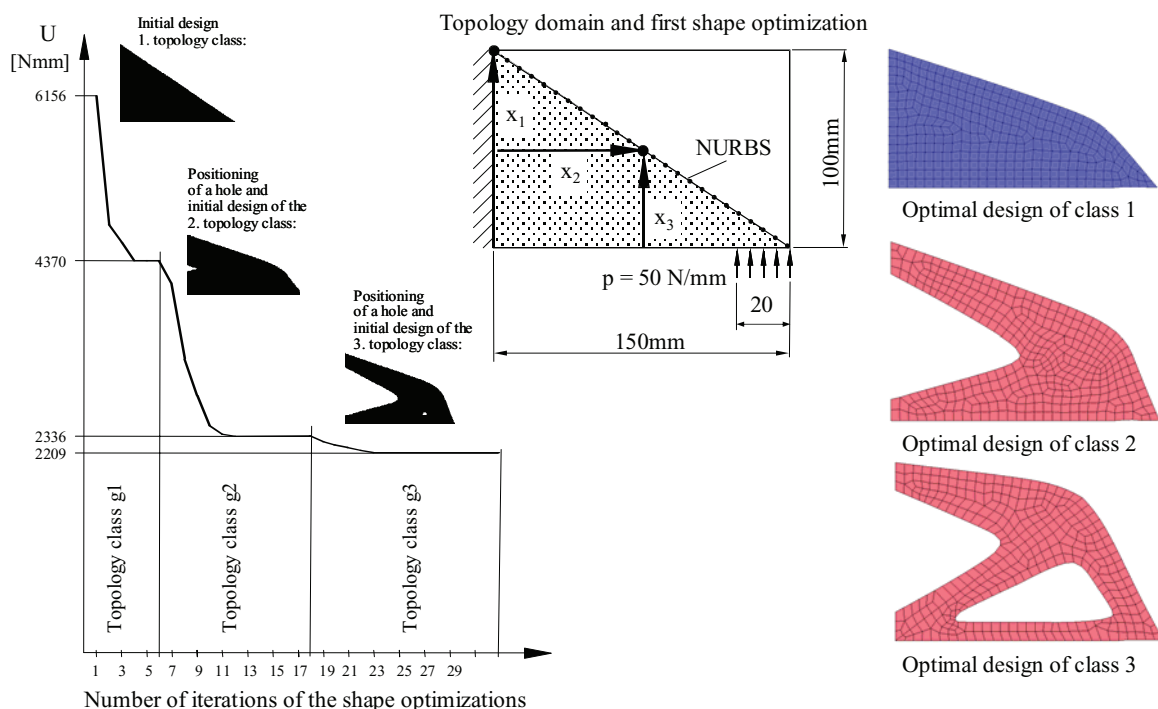 U
[Nmm]
Initial design
1. topology class:
6156
Positioning
of a hole and
initial design of the
2. topology class:
4370
Positioning
of a hole and
initial design of the
3. topology class:
2336
2209
Topology class g1
Topology class g2
Topology class g3
1 3 5 7 9 11 13 15 17 19 21 23 25 27 29
Number of iterations of the shape optimizations
Topology domain and first shape optimization
x1
x2
x3
NURBS
100mm
p = 50 N/mm
20
150mm
Optimal design of class 1
Optimal design of class 2
Optimal design of class 3